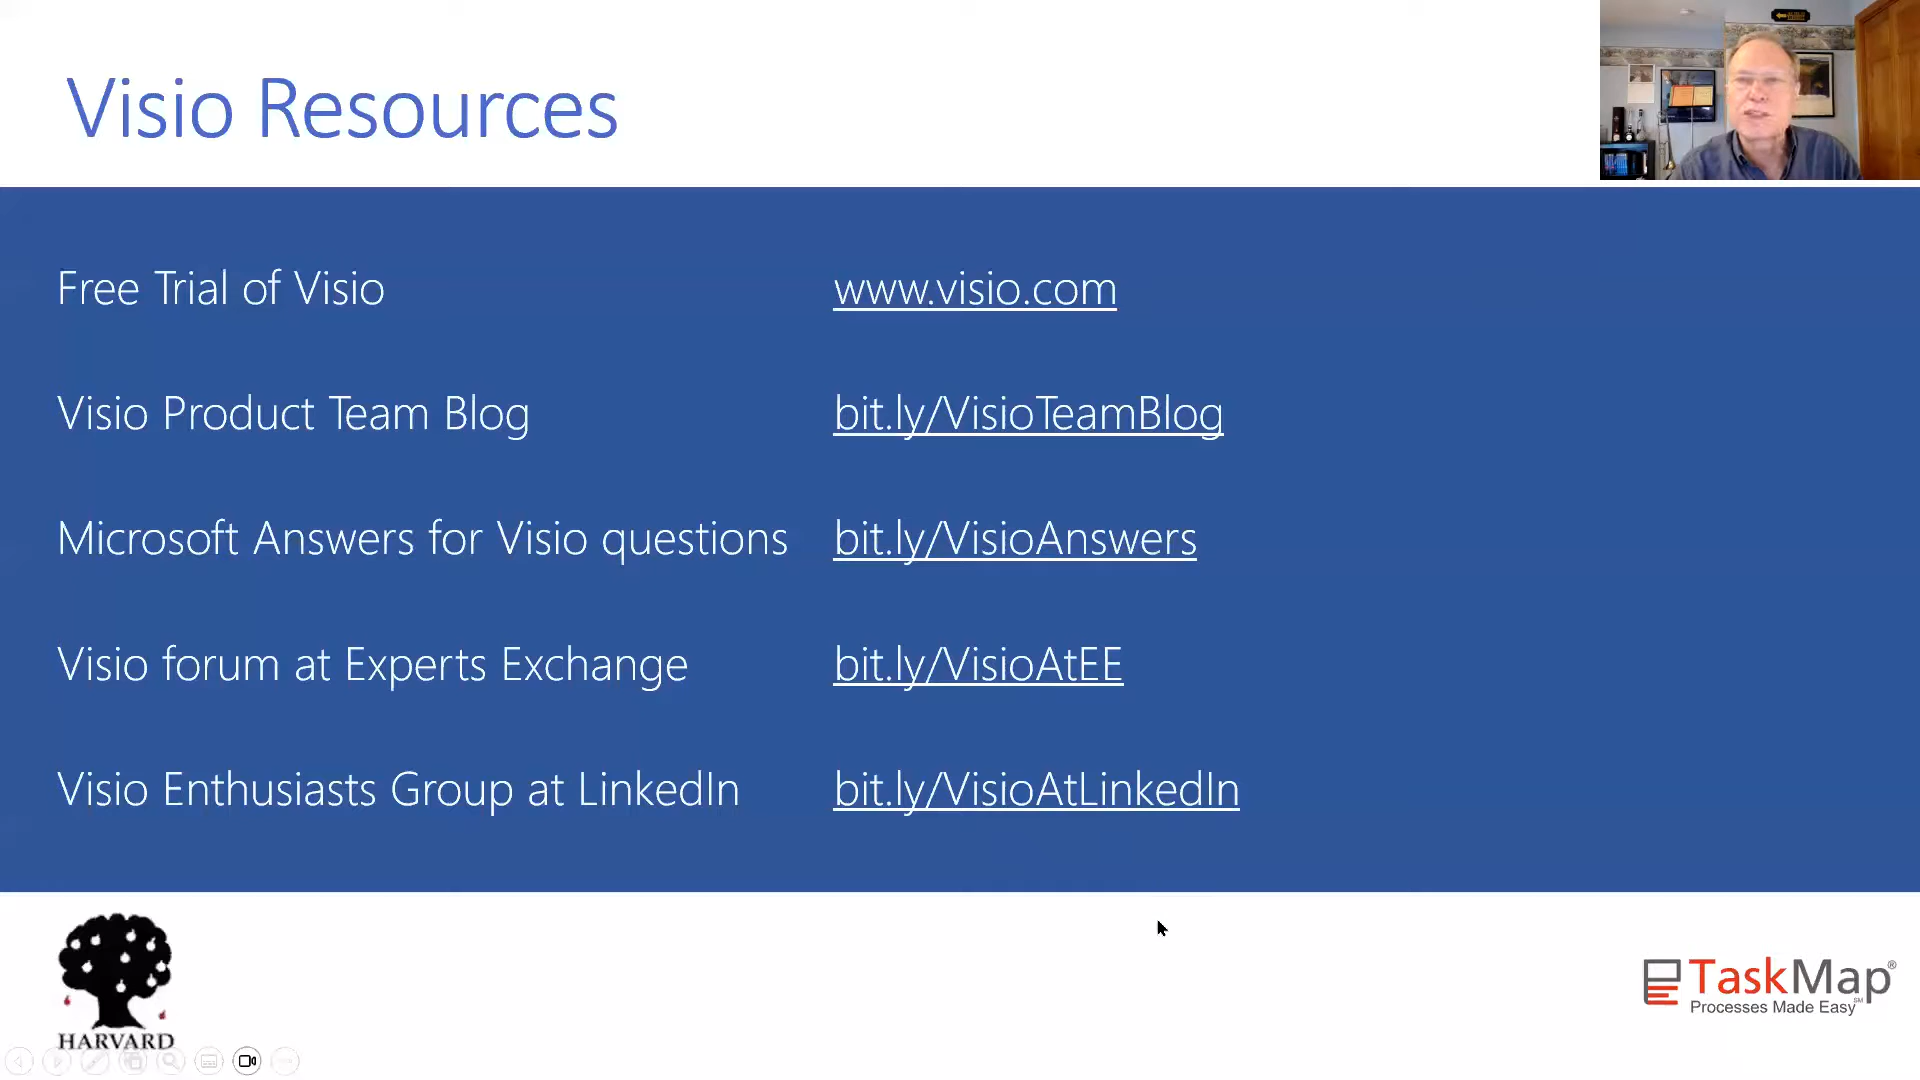 Visio Resources
Free Trial of Visio www.visio.com
Visio Product Team Blog bit.ly/VisioTeamBlog
Microsoft Answers for Visio questions bit.ly/VisioAnswers
Visio forum at Experts Exchange bit.ly/VisioAtEE
Visio Enthusiasts Group at LinkedIn bit.ly/VisioAtLinkedIn
HARVARD
TaskMap®
Processes Made Easy℠